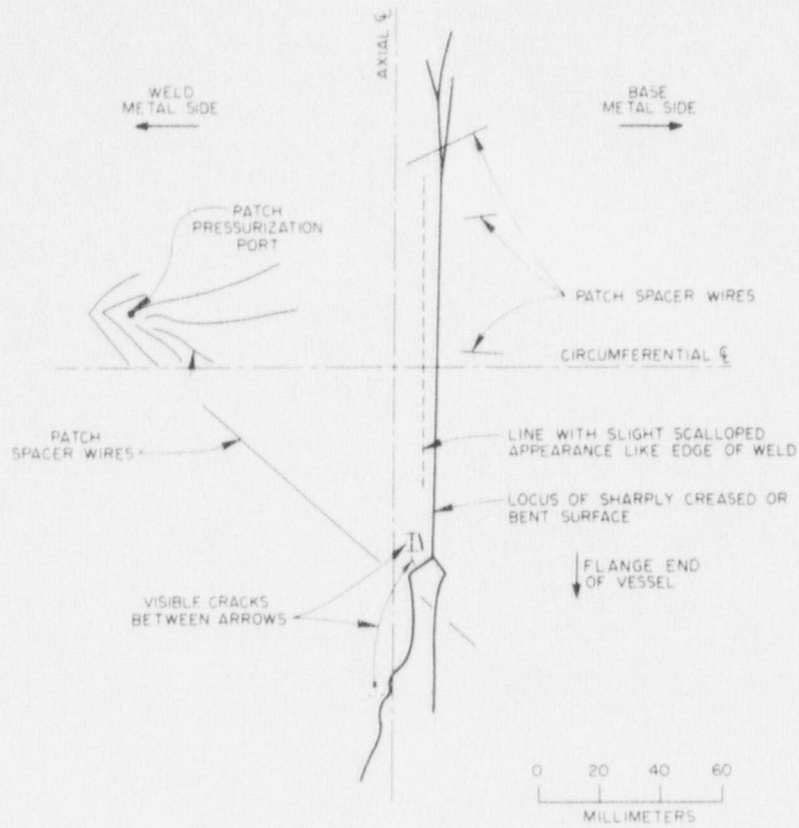 AXIAL ℄
WELD
METAL SIDE
BASE
METAL SIDE
PATCH
PRESSURIZATION
PORT
PATCH SPACER WIRES
CIRCUMFERENTIAL ℄
PATCH
SPACER WIRES
LINE WITH SLIGHT SCALLOPED
APPEARANCE LIKE EDGE OF WELD
LOCUS OF SHARPLY CREASED OR
BENT SURFACE
FLANGE END
OF VESSEL
VISIBLE CRACKS
BETWEEN ARROWS
0 20 40 60
MILLIMETERS